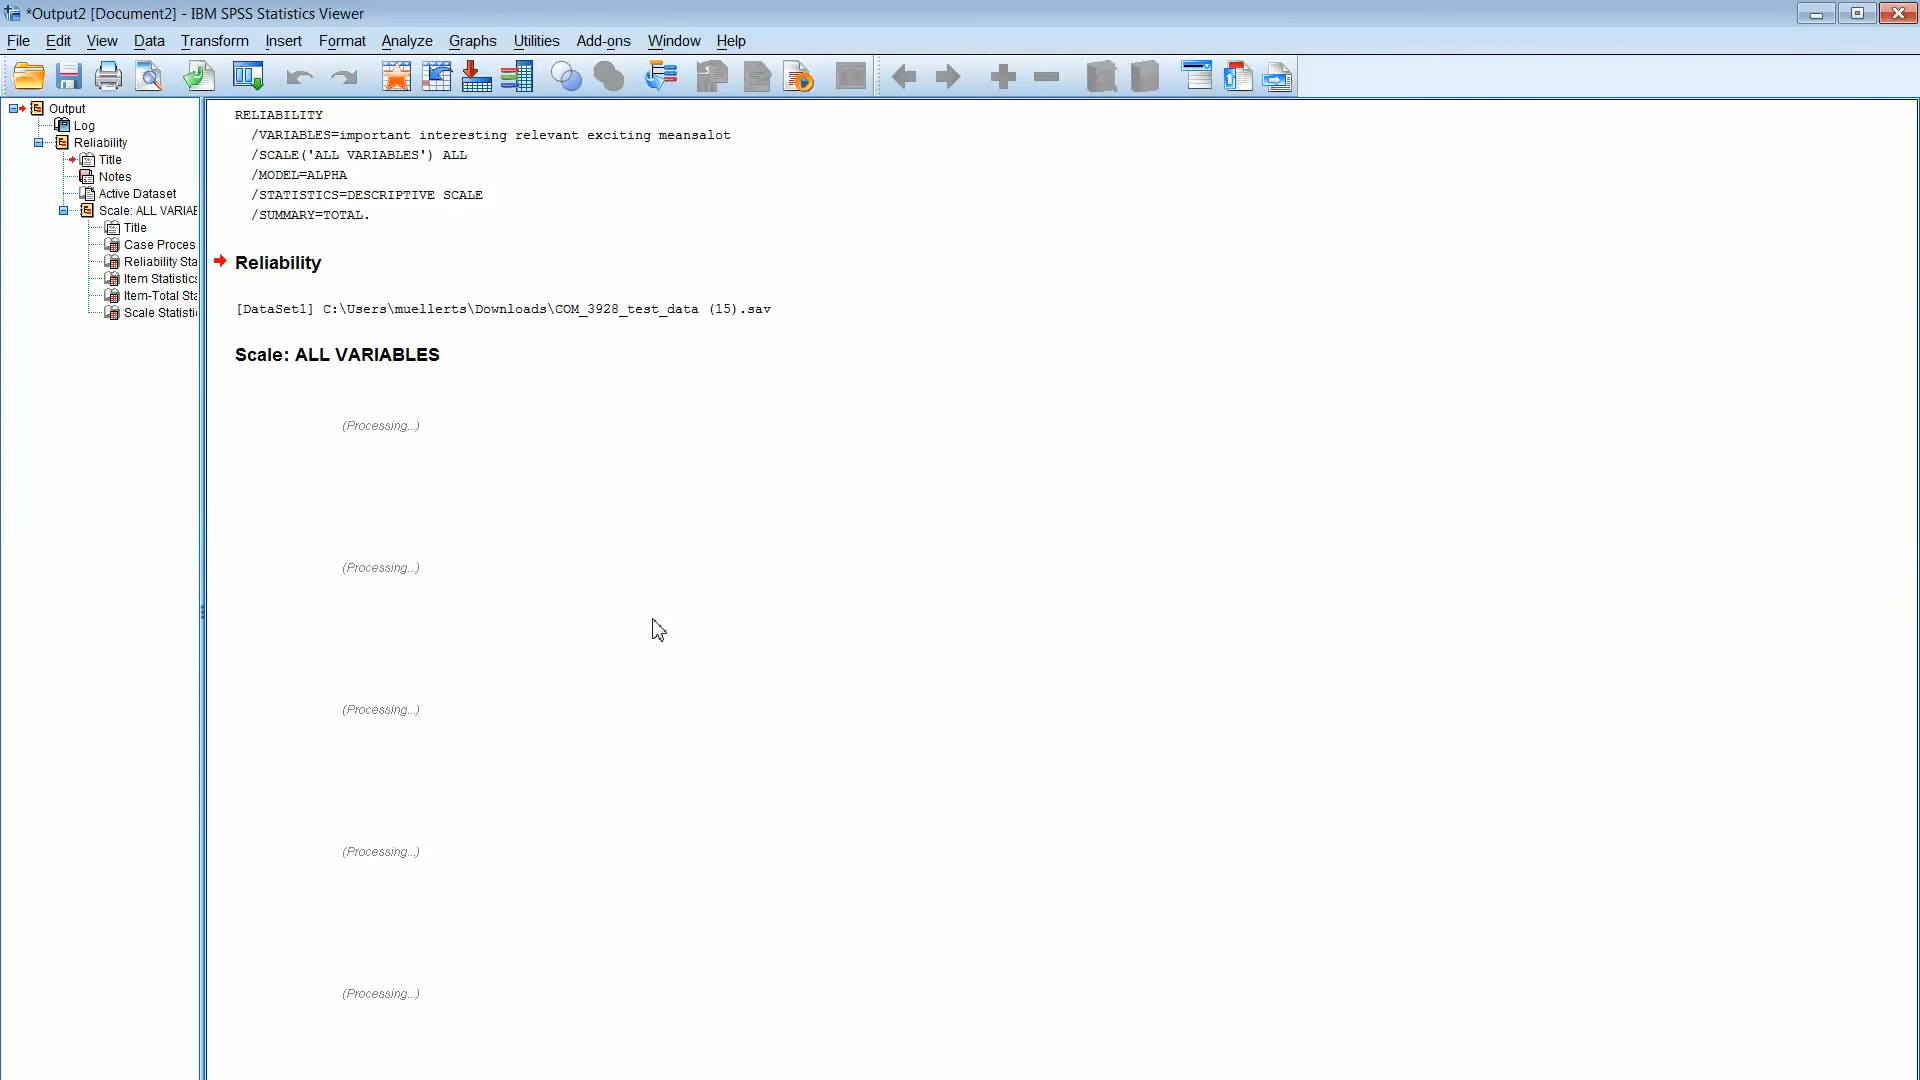 *Output2 [Document2] - IBM SPSS Statistics Viewer
File Edit View Data Transform Insert Format Analyze Graphs Utilities Add-ons Window Help
Output
Log
Reliability
Title
Notes
Active Dataset
Scale: ALL VARIAB
Title
Case Proces
Reliability Sta
Item Statistics
Item-Total Sta
Scale Statisti
RELIABILITY
/VARIABLES=important interesting relevant exciting meansalot
/SCALE('ALL VARIABLES') ALL
/MODEL=ALPHA
/STATISTICS=DESCRIPTIVE SCALE
/SUMMARY=TOTAL.
Reliability
[DataSet1] C:\Users\muellerts\Downloads\COM_3928_test_data (15).sav
Scale: ALL VARIABLES
(Processing...)
(Processing...)
(Processing...)
(Processing...)
(Processing...)